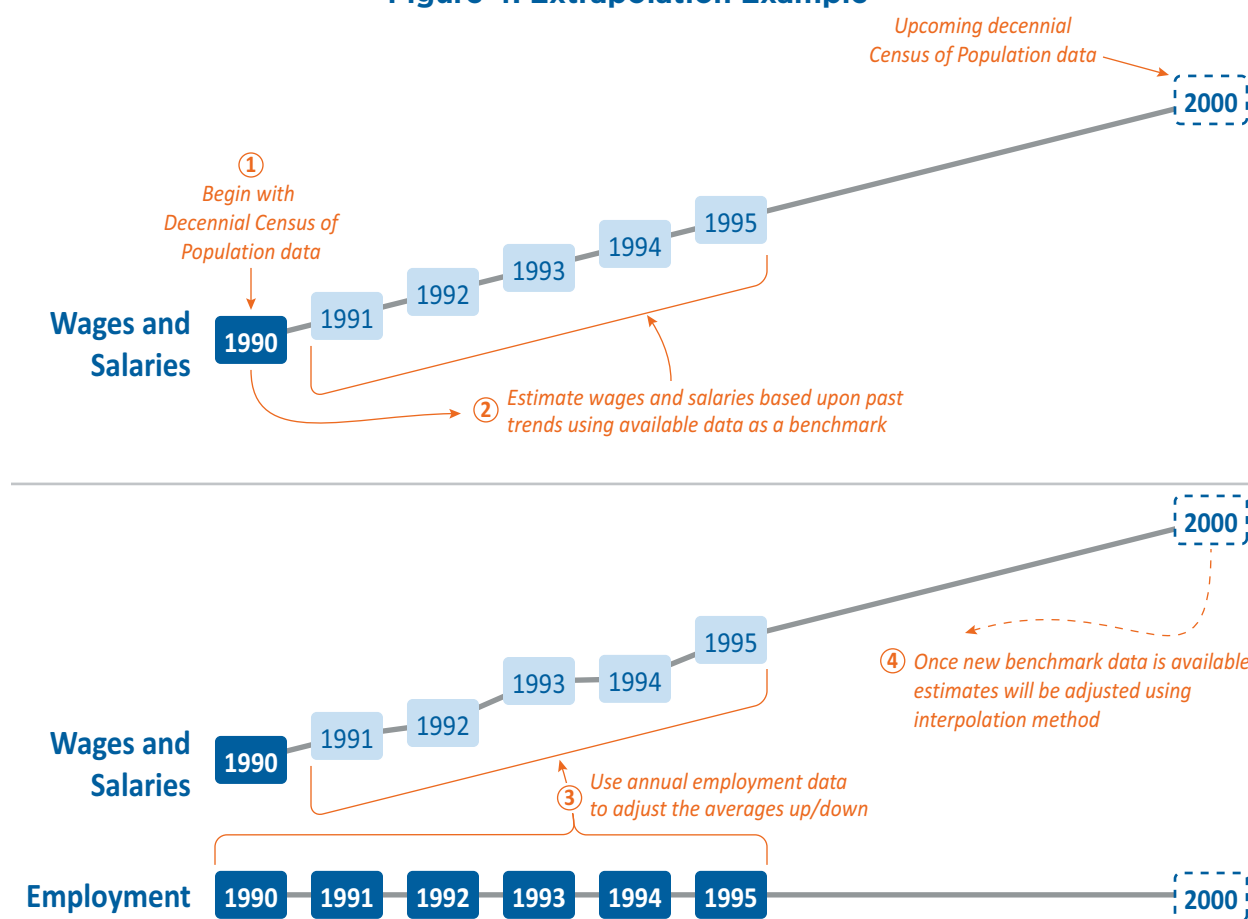 Figure 4. Extrapolation Example
Upcoming decennial
Census of Population data
2000
①
Begin with
Decennial Census of
Population data
Wages and
Salaries
1990
1991
1992
1993
1994
1995
② Estimate wages and salaries based upon past
trends using available data as a benchmark
2000
④ Once new benchmark data is available
estimates will be adjusted using
interpolation method
Wages and
Salaries
1990
1991
1992
1993
1994
1995
③ Use annual employment data
to adjust the averages up/down
Employment
1990
1991
1992
1993
1994
1995
2000